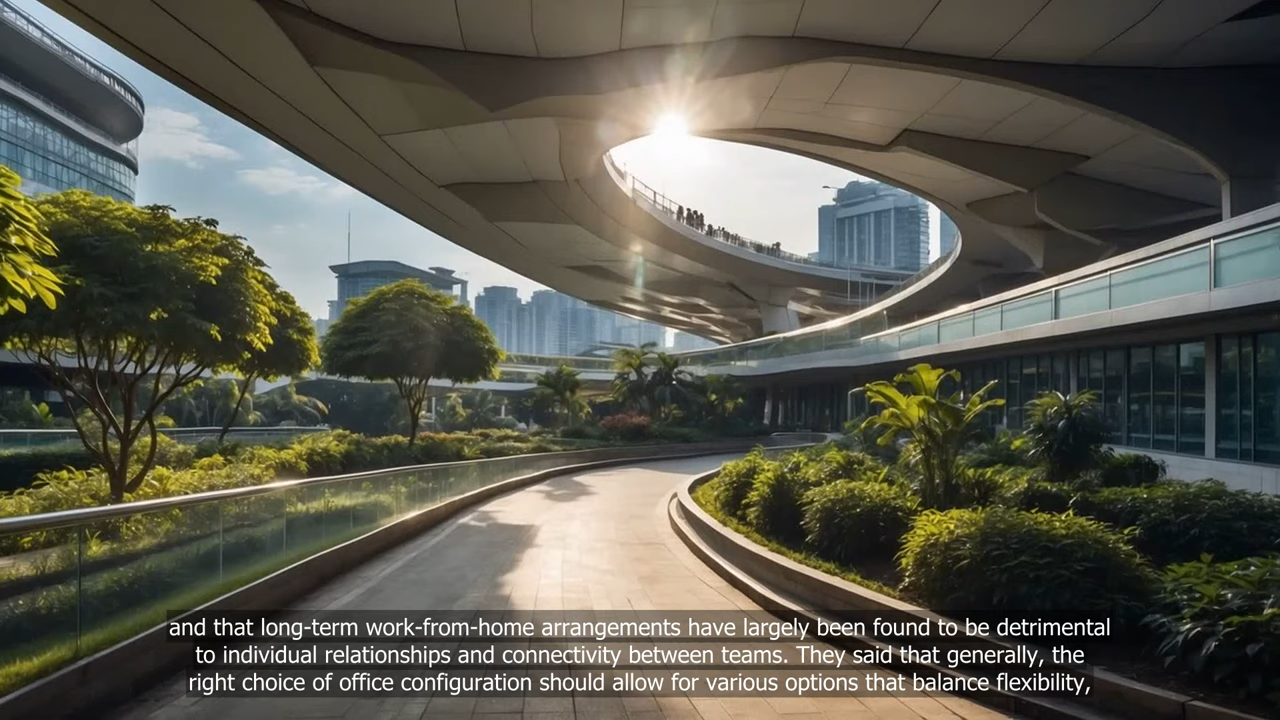 and that long-term work-from-home arrangements have largely been found to be detrimental
to individual relationships and connectivity between teams. They said that generally, the
right choice of office configuration should allow for various options that balance flexibility,